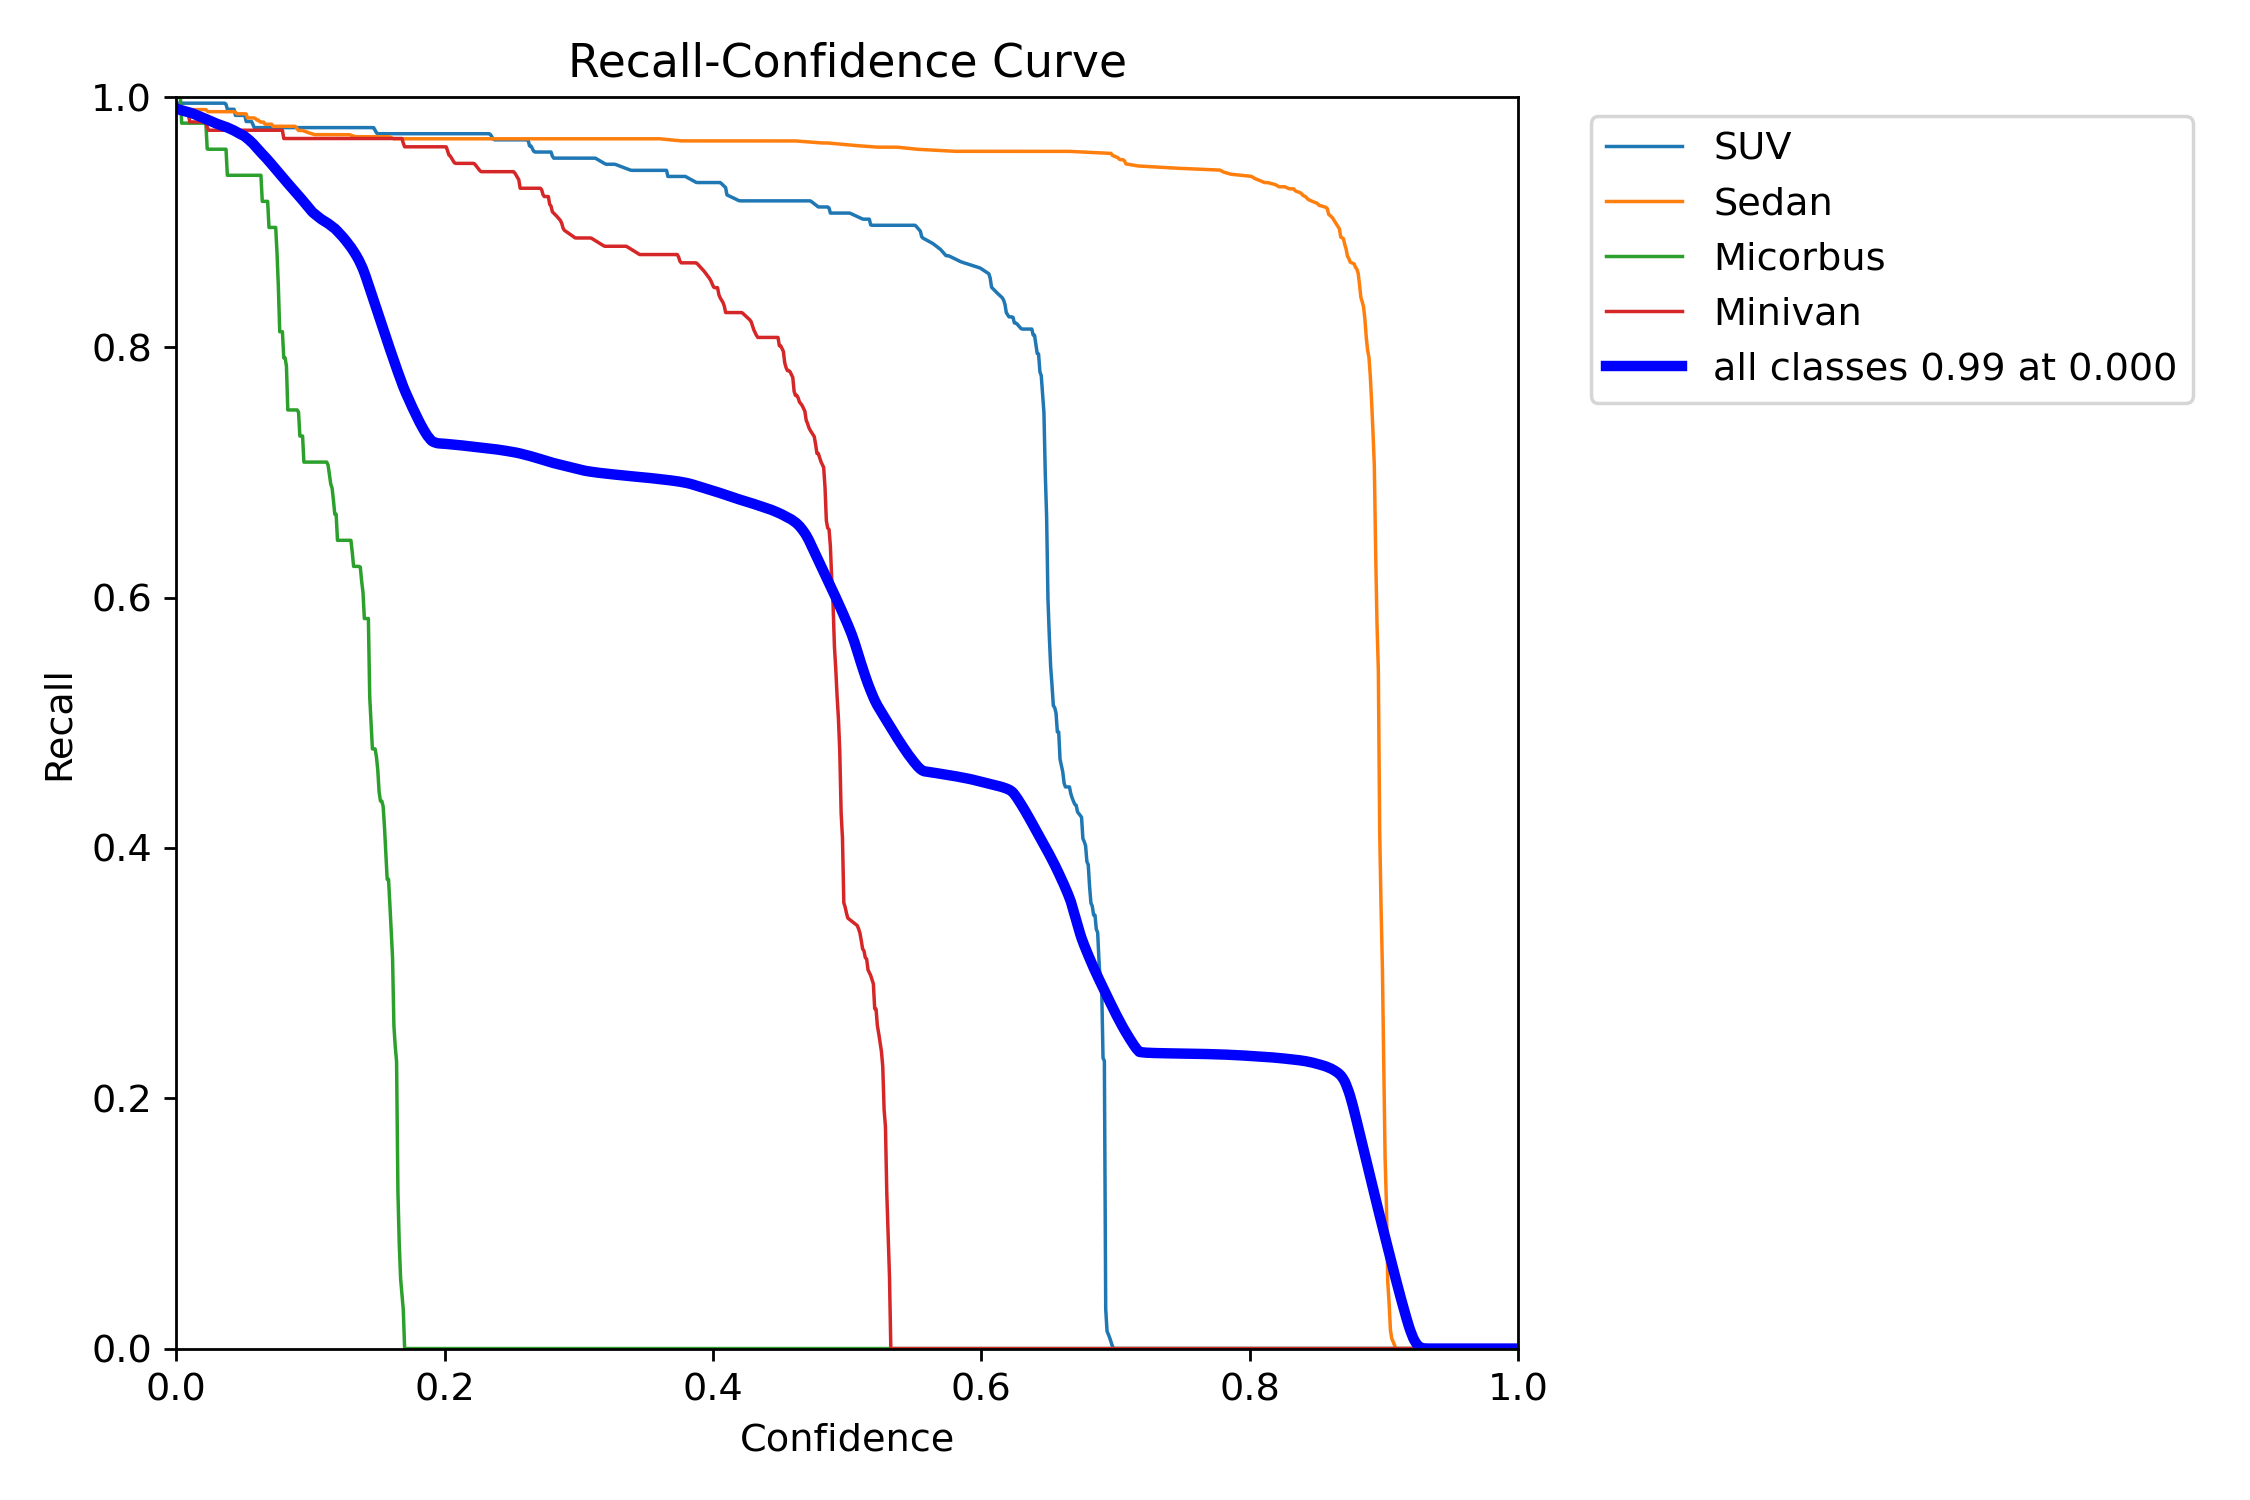 Recall-Confidence Curve
1.0
0.8
0.6
0.4
0.2
0.0
Recall
0.0 0.2 0.4 0.6 0.8 1.0
Confidence
SUV
Sedan
Micorbus
Minivan
all classes 0.99 at 0.000